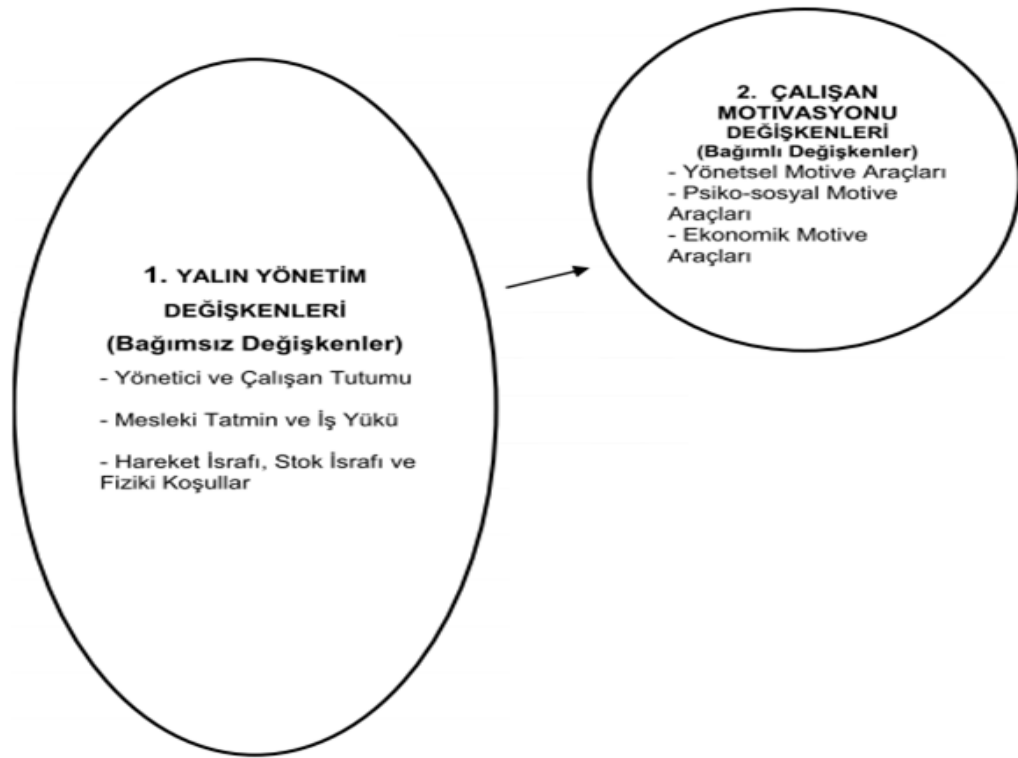 1. YALIN YÖNETİM
DEĞİŞKENLERİ
(Bağımsız Değişkenler)
- Yönetici ve Çalışan Tutumu
- Mesleki Tatmin ve İş Yükü
- Hareket İsrafı, Stok İsrafı ve
Fiziki Koşullar
2. ÇALIŞAN
MOTIVASYONU
DEĞİŞKENLERİ
(Bağımlı Değişkenler)
- Yönetsel Motive Araçları
- Psiko-sosyal Motive
Araçları
- Ekonomik Motive
Araçları